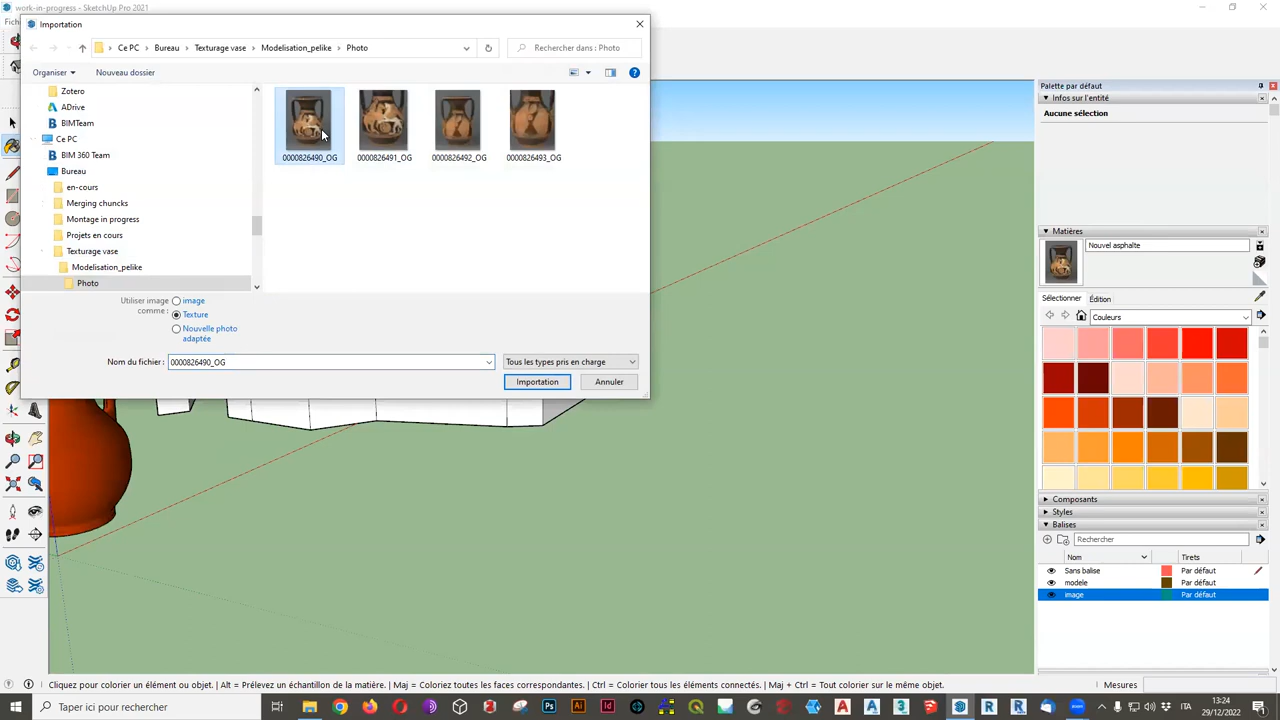 work-in-progress - SketchUp Pro 2021
Importation
Ce PC > Bureau > Texturage vase > Modelisation_pelike > Photo
Rechercher dans : Photo
Organiser
Nouveau dossier
Zotero
ADrive
BIMTeam
Ce PC
BIM 360 Team
Bureau
en-cours
Merging chuncks
Montage in progress
Projets en cours
Texturage vase
Modelisation_pelike
Photo
0000826490_OG
0000826491_OG
0000826492_OG
0000826493_OG
Utiliser image comme :
image
Texture
Nouvelle photo adaptée
Nom du fichier :
0000826490_OG
Tous les types pris en charge
Importation
Annuler
Palette par défaut
Infos sur l'entité
Aucune sélection
Matières
Nouvel asphalte
Sélectionner
Édition
Couleurs
Composants
Styles
Balises
Rechercher
Nom
Tirets
Sans balise
Par défaut
modele
Par défaut
image
Par défaut
Cliquez pour colorier un élément ou objet. | Alt = Prélevez un échantillon de la matière. | Maj = Coloriez toutes les faces correspondantes. | Ctrl = Colorier tous les éléments connectés. | Maj + Ctrl = Tout colorier sur le même objet.
Mesures
Taper ici pour rechercher
13:24
29/12/2022